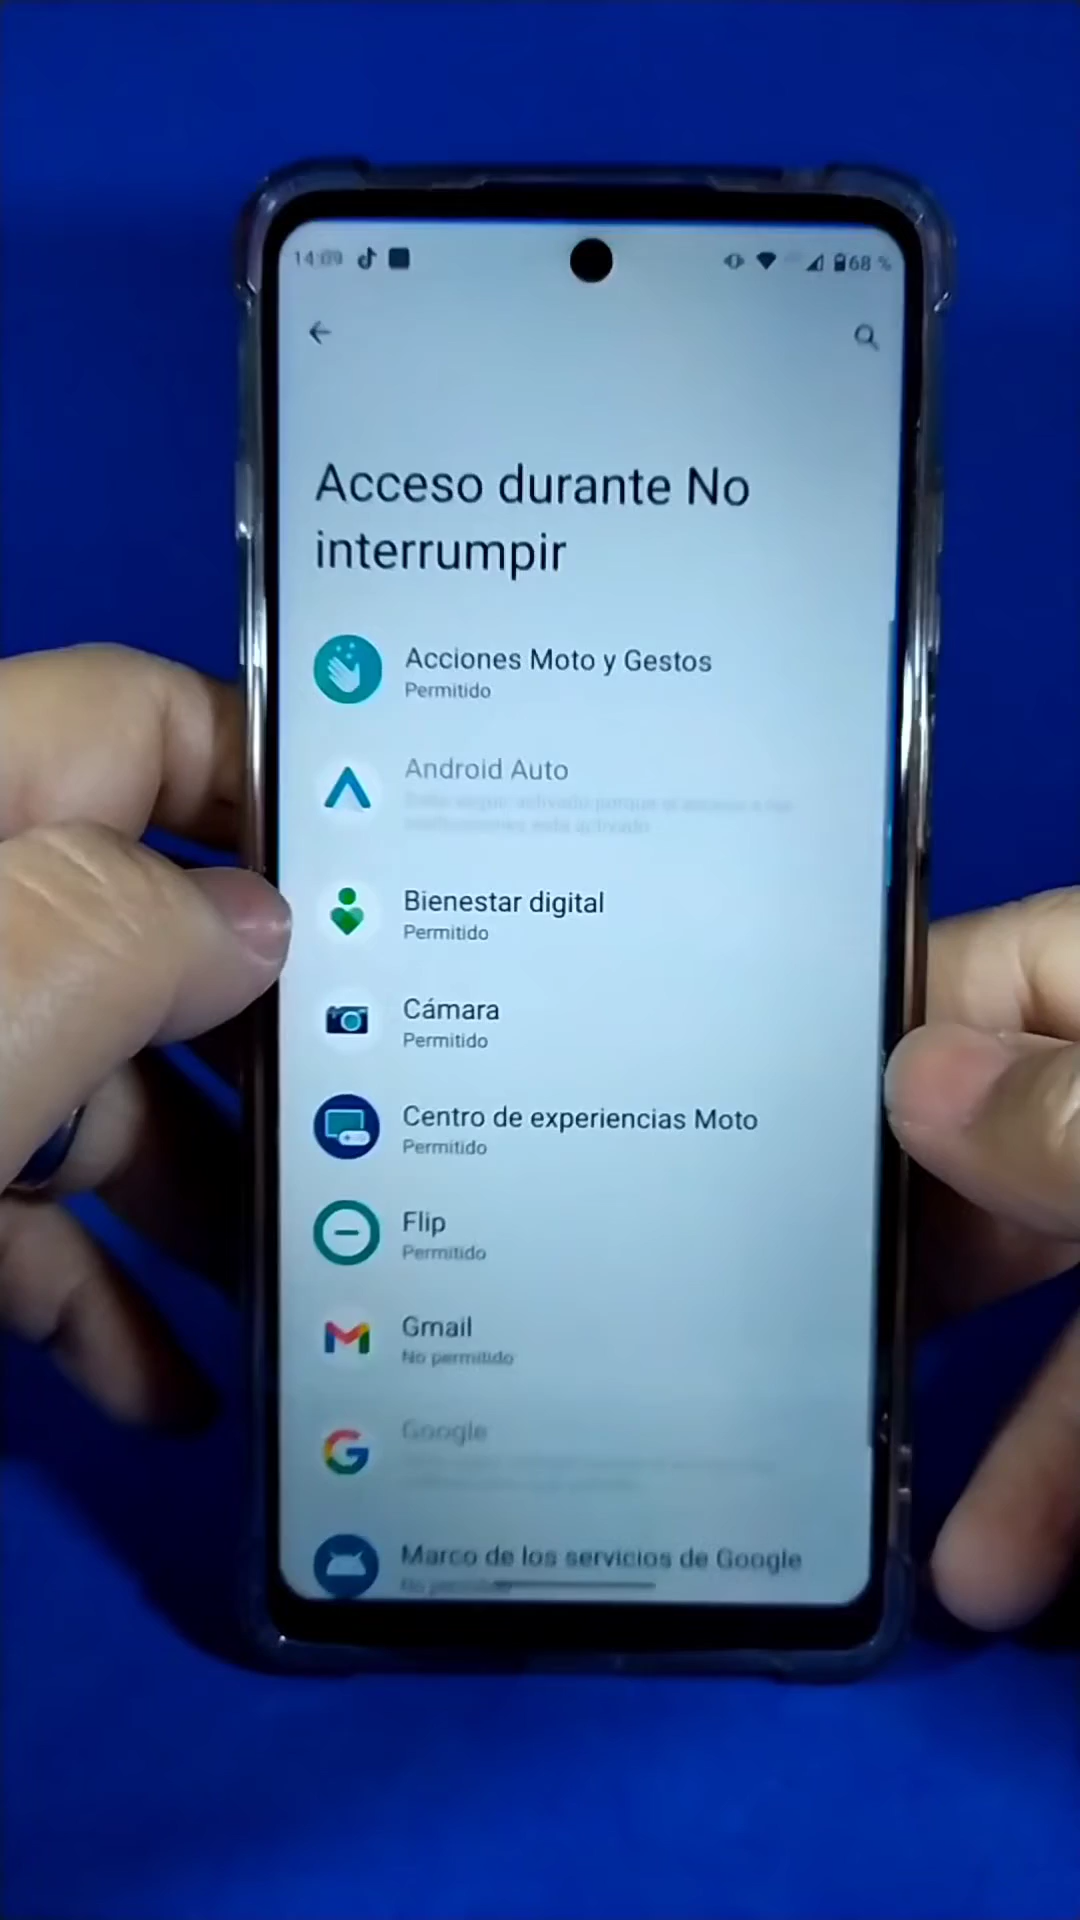 14:09
68 %
Acceso durante No
interrumpir
Acciones Moto y Gestos
Permitido
Android Auto
Bienestar digital
Permitido
Cámara
Permitido
Centro de experiencias Moto
Permitido
Flip
Permitido
Gmail
No permitido
Google
Marco de los servicios de Google